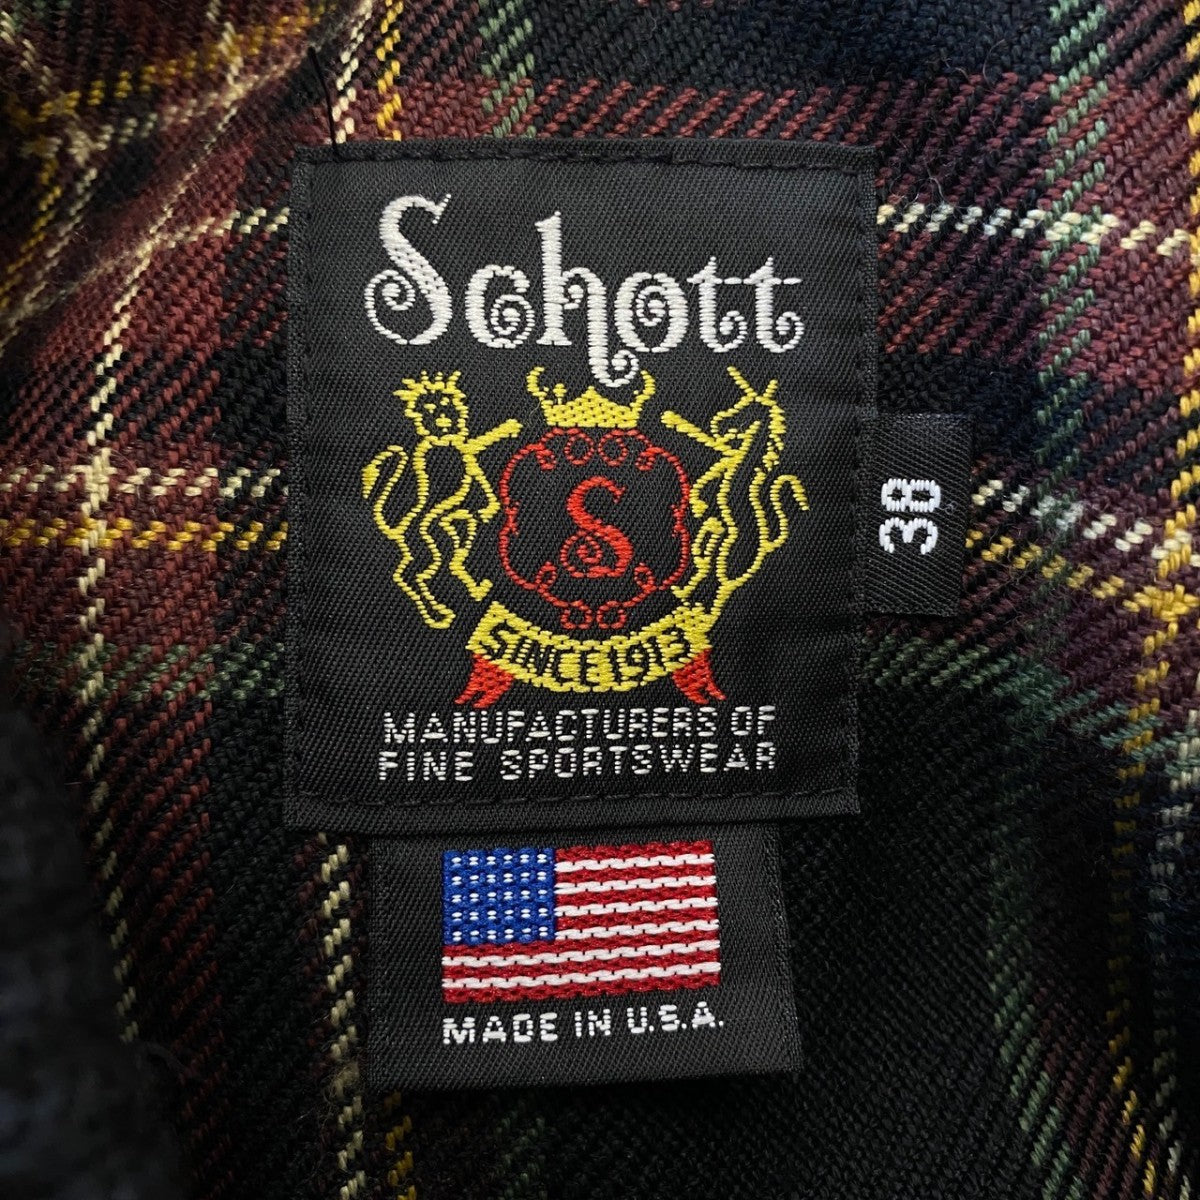 Schott
S
SINCE 1913
MANUFACTURERS OF
FINE SPORTSWEAR
38
MADE IN U.S.A.